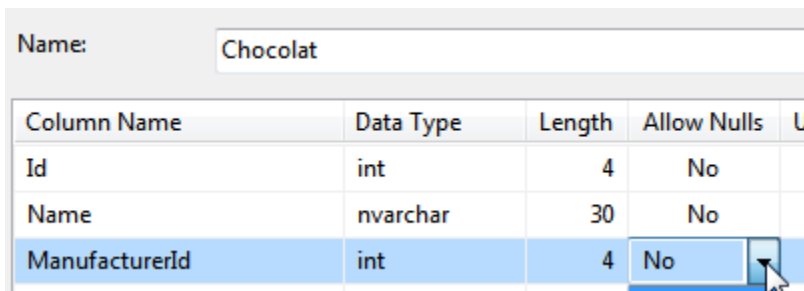 Name: Chocolat
Column Name Data Type Length Allow Nulls
Id int 4 No
Name nvarchar 30 No
ManufacturerId int 4 No